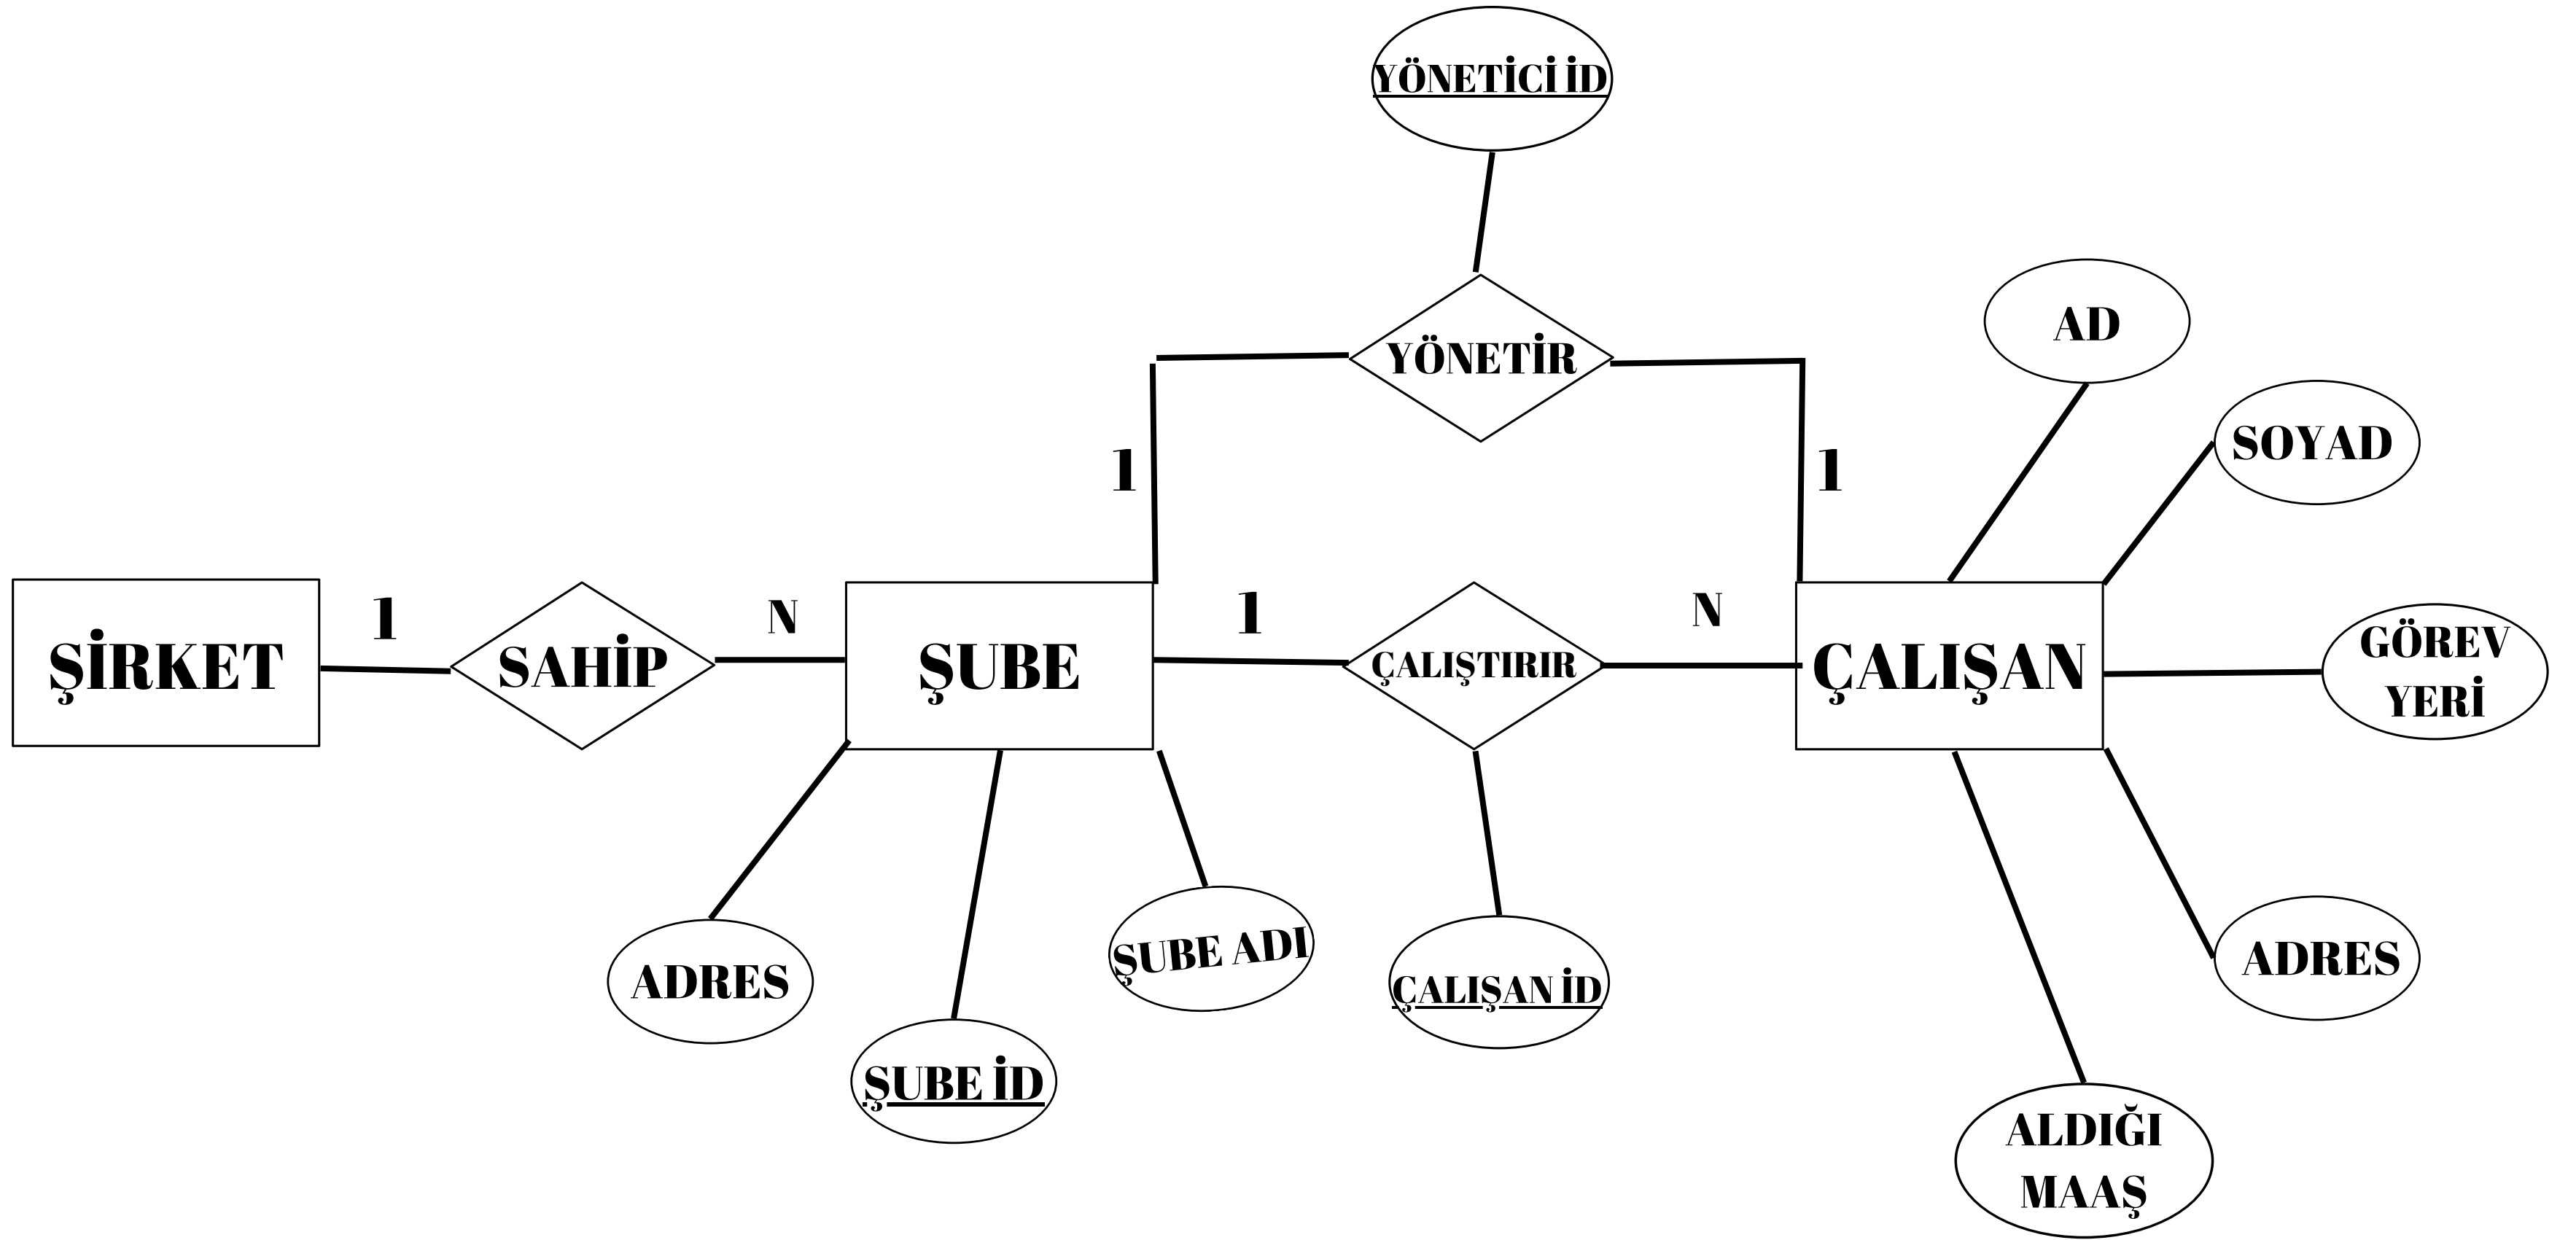 YÖNETİCİ İD
AD
YÖNETİR
SOYAD
1
1
ŞİRKET
1
SAHİP
N
ŞUBE
1
ÇALIŞTIRIR
N
ÇALIŞAN
GÖREV
YERİ
ADRES
ŞUBE İD
ŞUBE ADI
ÇALIŞAN İD
ADRES
ALDIĞI
MAAŞ